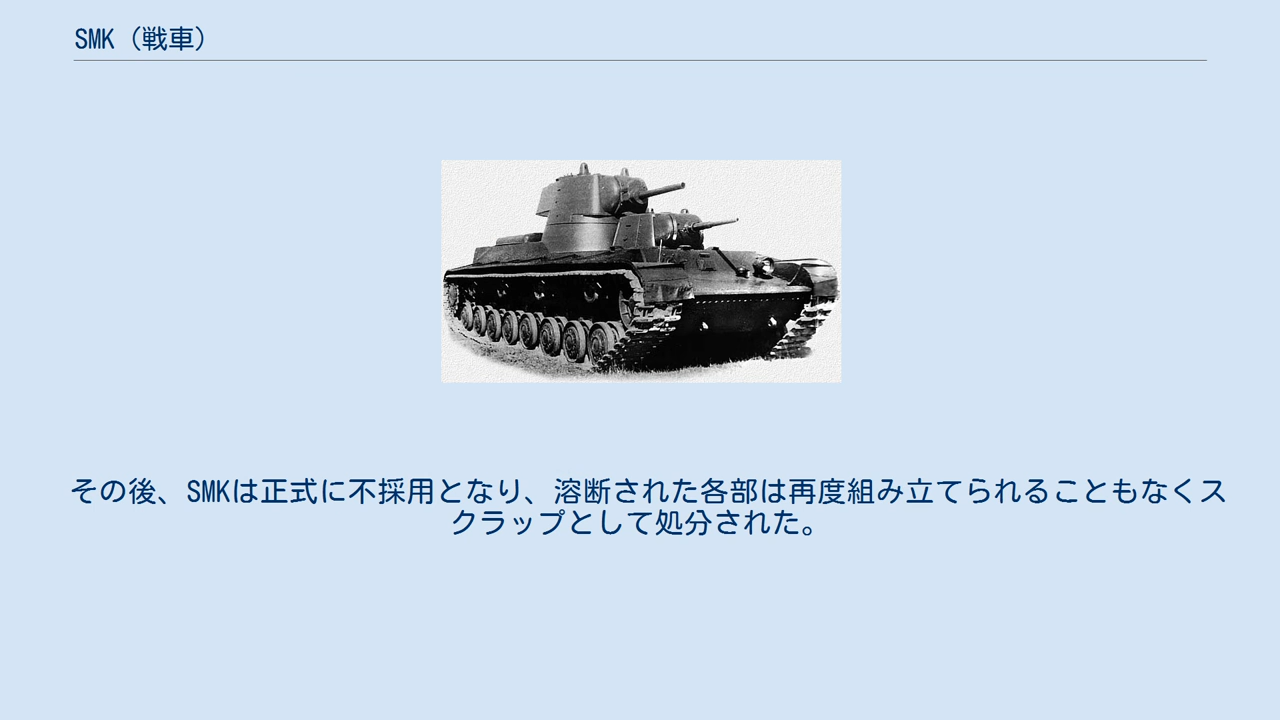 SMK（戦車）
その後、SMKは正式に不採用となり、溶断された各部は再度組み立てられることもなくス
クラップとして処分された。